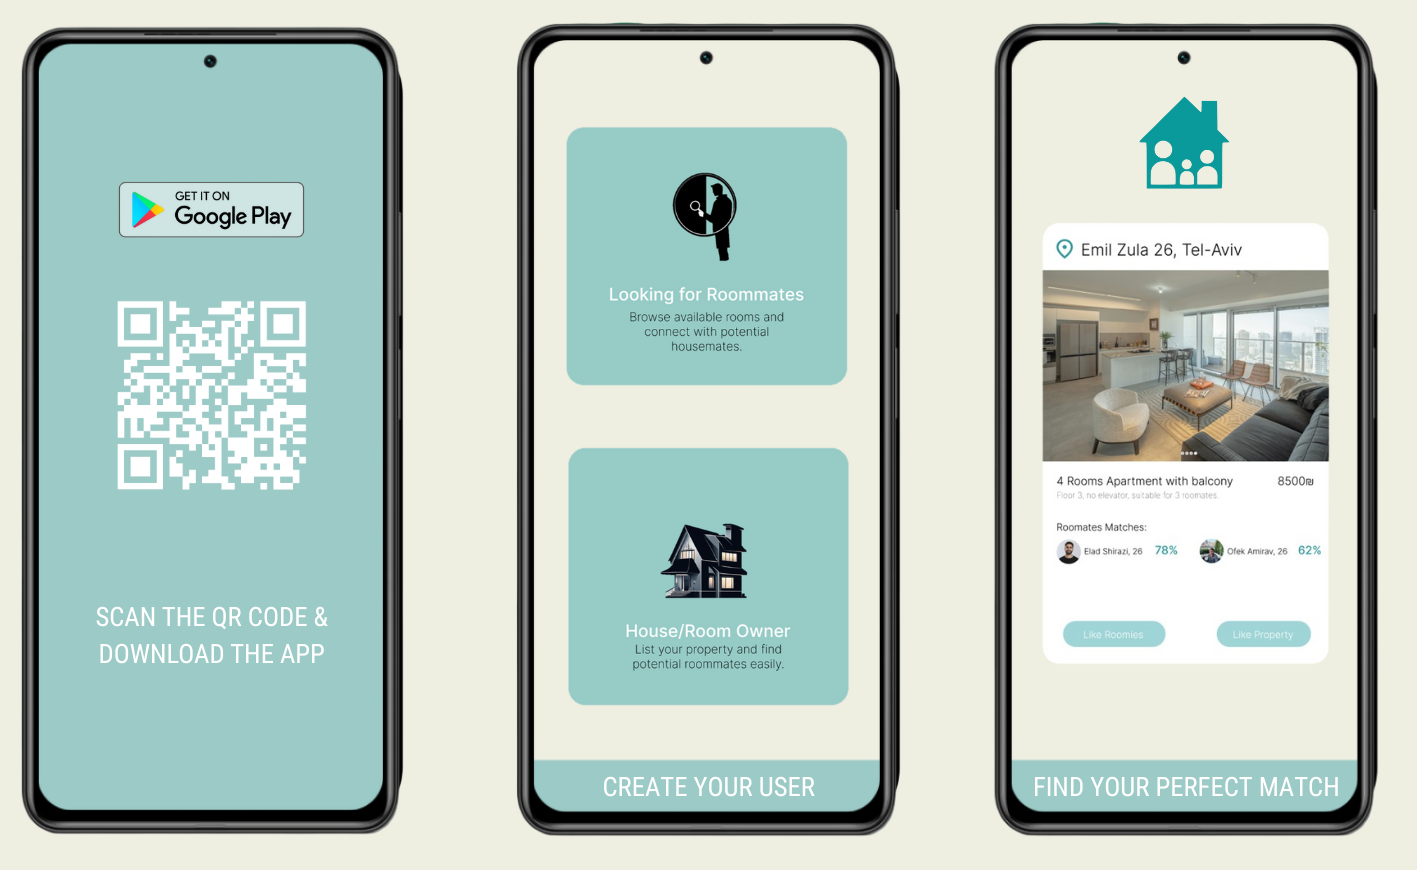 GET IT ON
Google Play
SCAN THE QR CODE &
DOWNLOAD THE APP
Looking for Roommates
Browse available rooms and
connect with potential
housemates.
House/Room Owner
List your property and find
potential roommates easily.
CREATE YOUR USER
Emil Zula 26, Tel-Aviv
4 Rooms Apartment with balcony 8500₪
Floor 3, no elevator, suitable for 3 roomates.
Roomates Matches:
Elad Shirazi, 26 78% Ofek Amirav, 26 62%
Like Roomies Like Property
FIND YOUR PERFECT MATCH